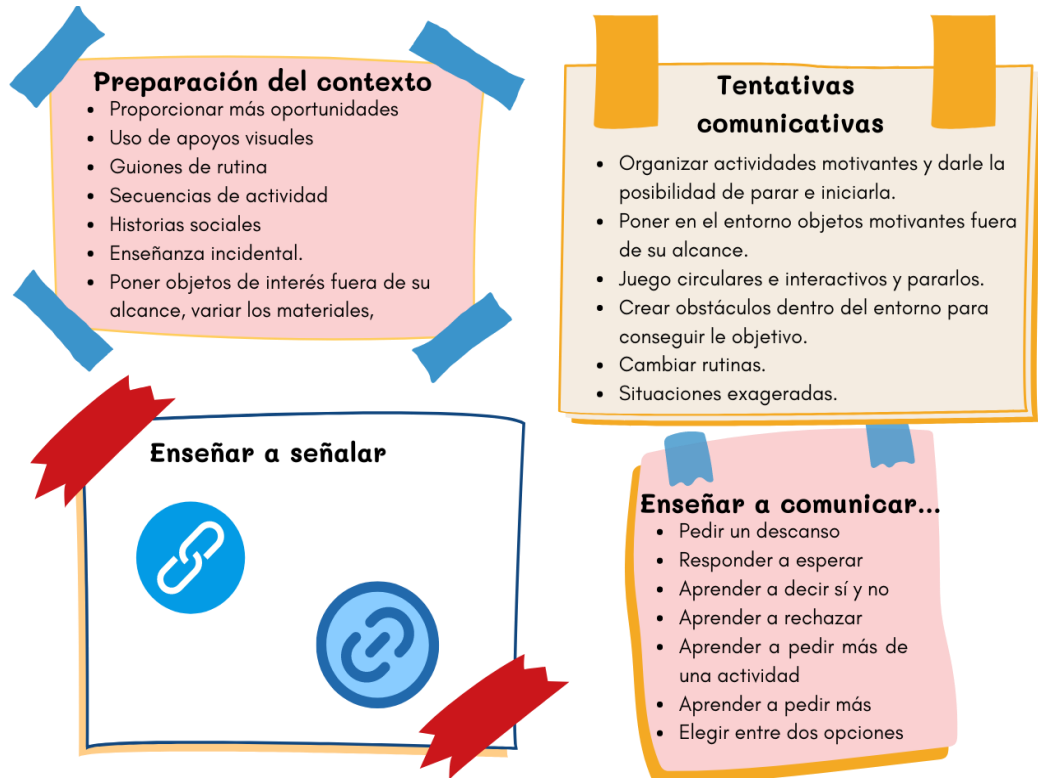 Preparación del contexto
• Proporcionar más oportunidades
• Uso de apoyos visuales
• Guiones de rutina
• Secuencias de actividad
• Historias sociales
• Enseñanza incidental.
• Poner objetos de interés fuera de su
alcance, variar los materiales,
Tentativas
comunicativas
• Organizar actividades motivantes y darle la
posibilidad de parar e iniciarla.
• Poner en el entorno objetos motivantes fuera
de su alcance.
• Juego circulares e interactivos y pararlos.
• Crear obstáculos dentro del entorno para
conseguir le objetivo.
• Cambiar rutinas.
• Situaciones exageradas.
Enseñar a señalar
Enseñar a comunicar...
• Pedir un descanso
• Responder a esperar
• Aprender a decir sí y no
• Aprender a rechazar
• Aprender a pedir más de
una actividad
• Aprender a pedir más
• Elegir entre dos opciones